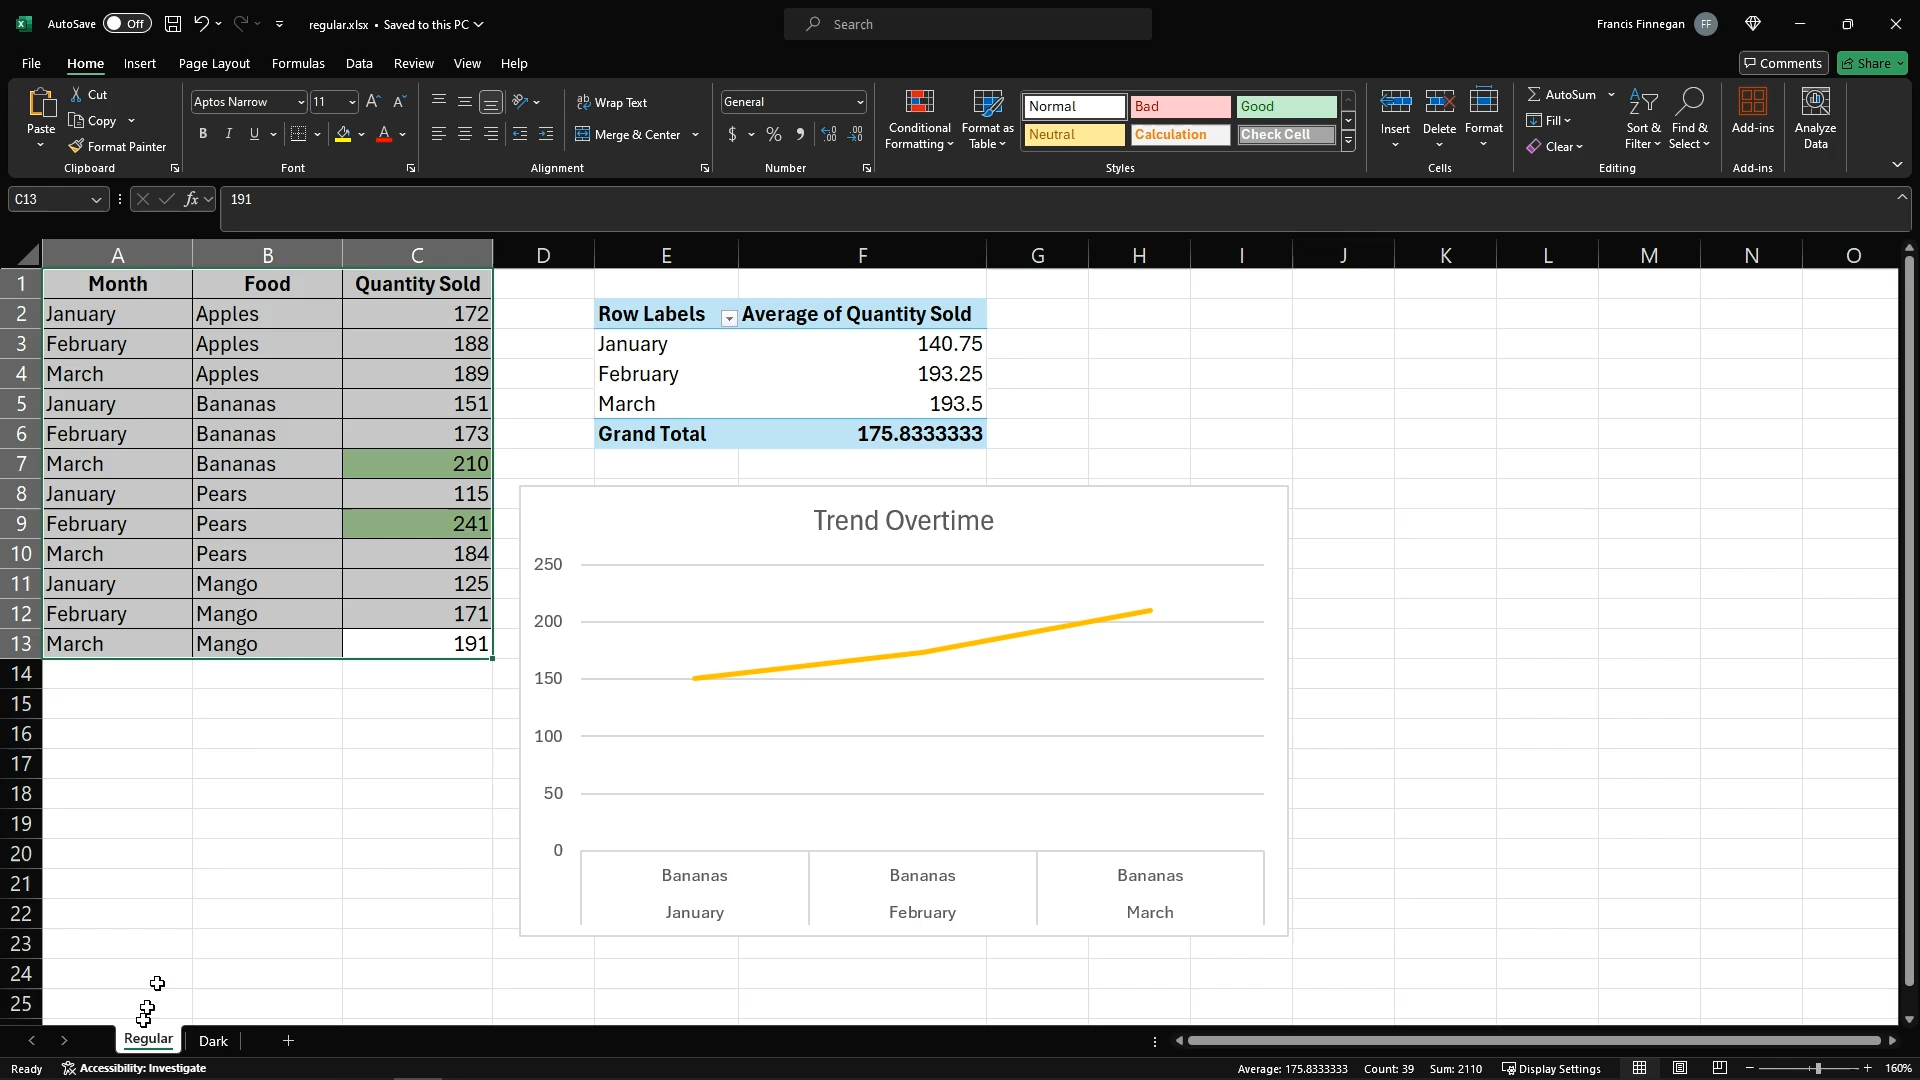 AutoSave Off regular.xlsx • Saved to this PC Search Francis Finnegan FF
File Home Insert Page Layout Formulas Data Review View Help Comments Share
Paste Cut Copy Format Painter Clipboard
Aptos Narrow 11 B I U Font
Wrap Text Merge & Center Alignment
General $ % Number
Conditional Formatting Format as Table Normal Bad Good Neutral Calculation Check Cell Styles
Insert Delete Format Cells
AutoSum Fill Clear Sort & Filter Find & Select Editing
Add-ins Add-ins
Analyze Data
C13 fx 191
A B C D E F G H I J K L M N O
1 Month Food Quantity Sold
2 January Apples 172 Row Labels Average of Quantity Sold
3 February Apples 188 January 140.75
4 March Apples 189 February 193.25
5 January Bananas 151 March 193.5
6 February Bananas 173 Grand Total 175.8333333
7 March Bananas 210
8 January Pears 115
9 February Pears 241
10 March Pears 184
11 January Mango 125
12 February Mango 171
13 March Mango 191
14
15
16
17
18
19
20
21
22
23
24
25
Trend Overtime
250
200
150
100
50
0
Bananas Bananas Bananas
January February March
Regular Dark
Ready Accessibility: Investigate Average: 175.8333333 Count: 39 Sum: 2110 Display Settings 160%